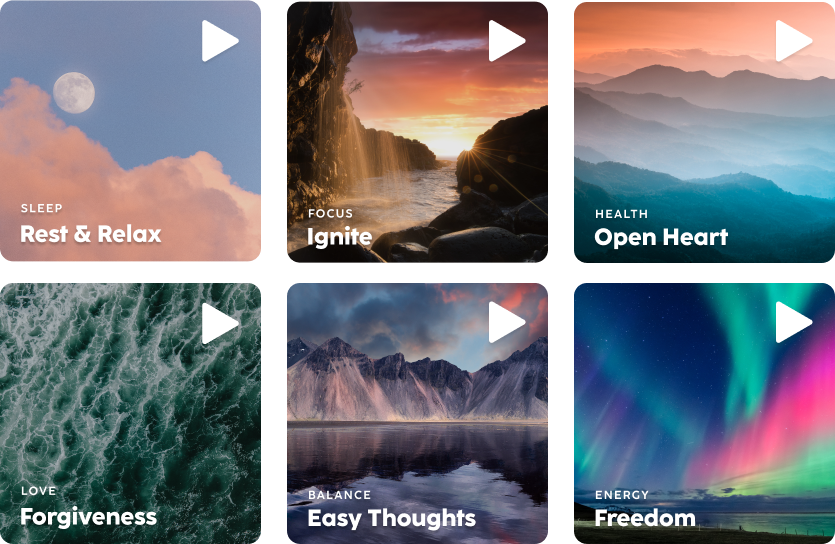 SLEEP
Rest & Relax
FOCUS
Ignite
HEALTH
Open Heart
LOVE
Forgiveness
BALANCE
Easy Thoughts
ENERGY
Freedom